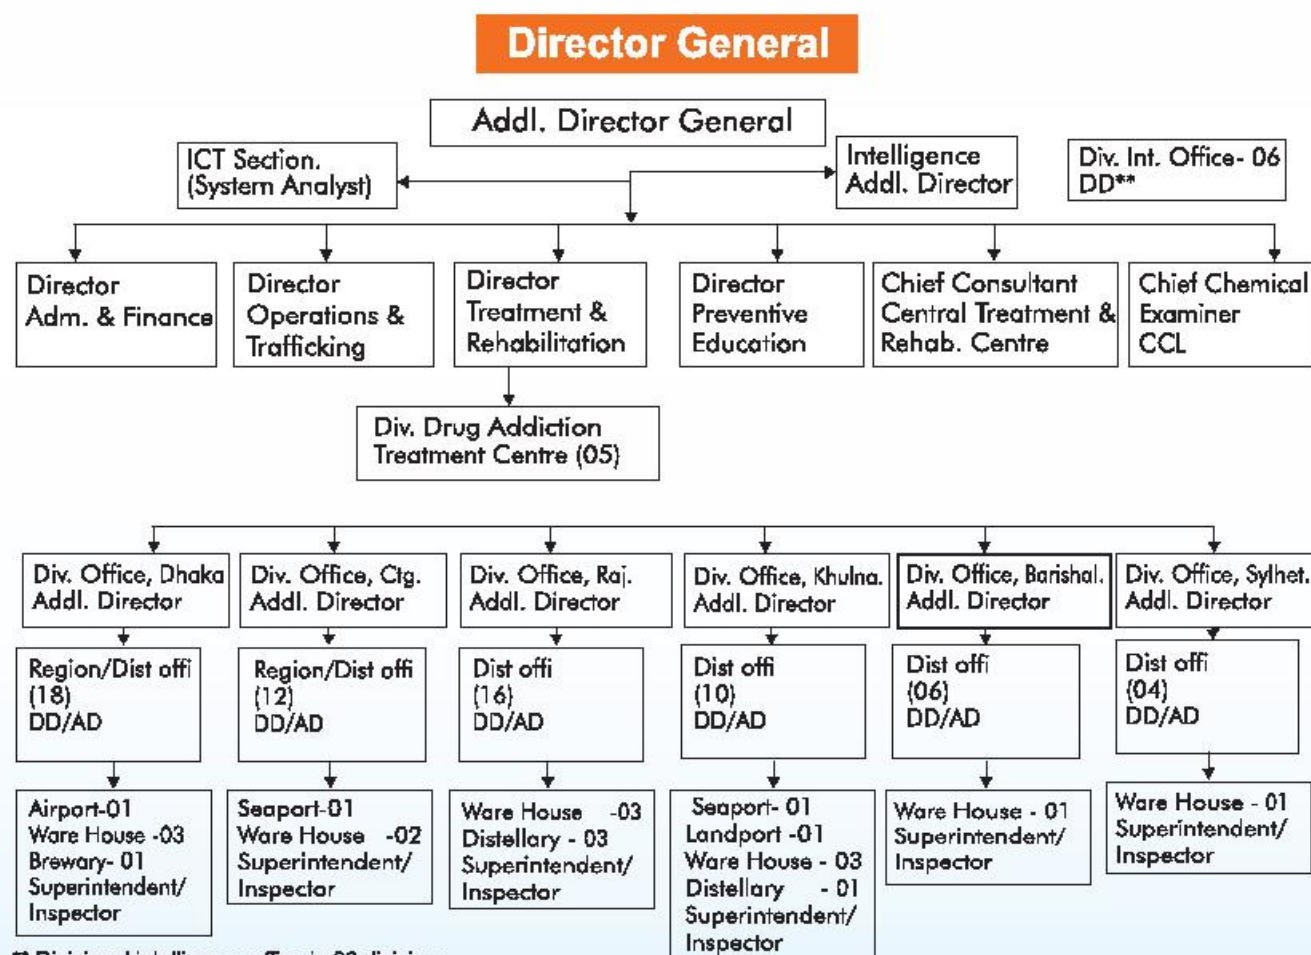 Director General
Addl. Director General
ICT Section.
(System Analyst)
Intelligence
Addl. Director
Div. Int. Office- 06
DD**
Director
Adm. & Finance
Director
Operations &
Trafficking
Director
Treatment &
Rehabilitation
Director
Preventive
Education
Chief Consultant
Central Treatment &
Rehab. Centre
Chief Chemical
Examiner
CCL
Div. Drug Addiction
Treatment Centre (05)
Div. Office, Dhaka
Addl. Director
Div. Office, Ctg.
Addl. Director
Div. Office, Raj.
Addl. Director
Div. Office, Khulna.
Addl. Director
Div. Office, Barishal.
Addl. Director
Div. Office, Sylhet.
Addl. Director
Region/Dist offi
(18)
DD/AD
Region/Dist offi
(12)
DD/AD
Dist offi
(16)
DD/AD
Dist offi
(10)
DD/AD
Dist offi
(06)
DD/AD
Dist offi
(04)
DD/AD
Airport-01
Ware House -03
Brewary- 01
Superintendent/
Inspector
Seaport-01
Ware House -02
Superintendent/
Inspector
Ware House -03
Distellary - 03
Superintendent/
Inspector
Seaport- 01
Landport -01
Ware House - 03
Distellary - 01
Superintendent/
Inspector
Ware House - 01
Superintendent/
Inspector
Ware House - 01
Superintendent/
Inspector